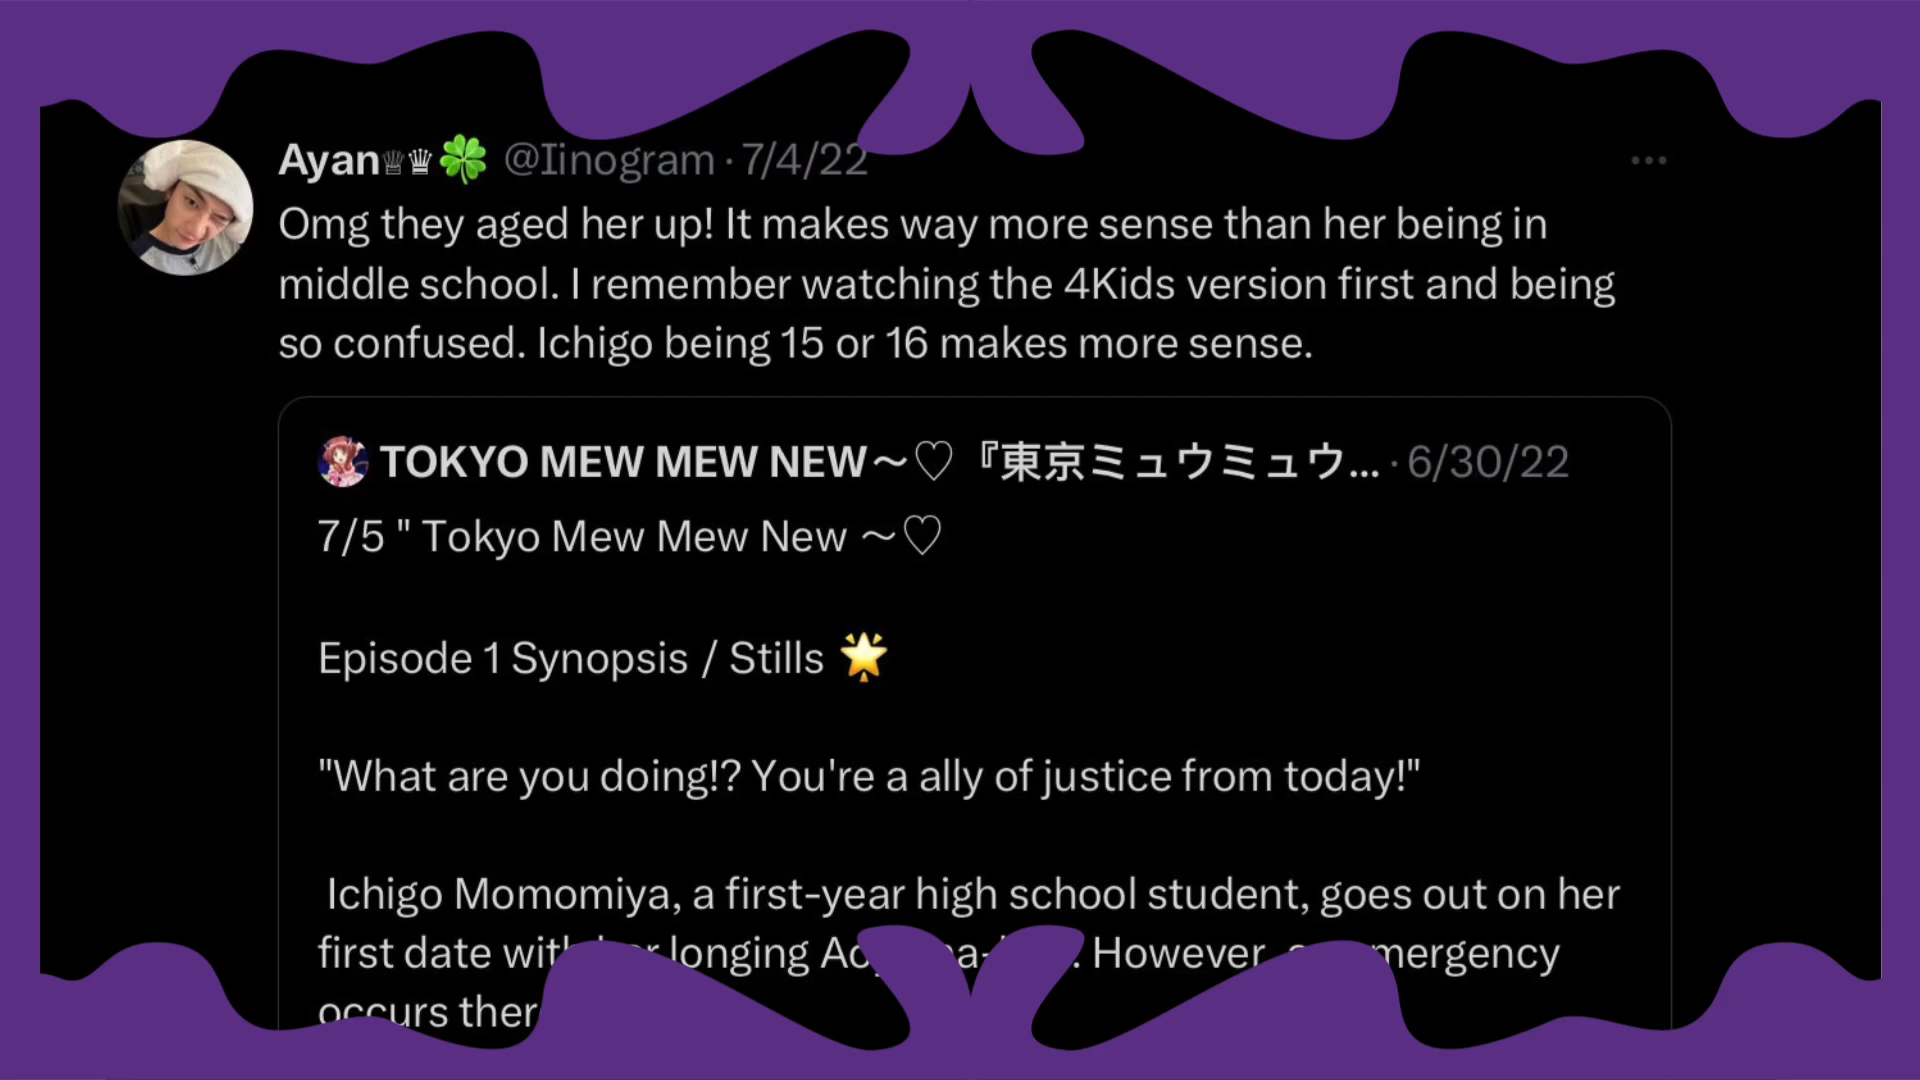 Ayan♕♛🍀 @Iinogram · 7/4/22
Omg they aged her up! It makes way more sense than her being in
middle school. I remember watching the 4Kids version first and being
so confused. Ichigo being 15 or 16 makes more sense.
TOKYO MEW MEW NEW～♡ 『東京ミュウミュウ... · 6/30/22
7/5 " Tokyo Mew Mew New ～♡
Episode 1 Synopsis / Stills 🌟
"What are you doing!? You're a ally of justice from today!"
Ichigo Momomiya, a first-year high school student, goes out on her
first date longing However, emergency
occurs